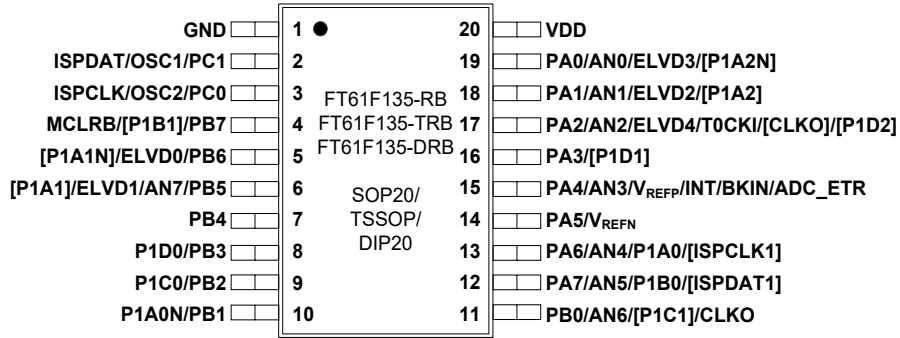 GND 1 20 VDD
ISPDAT/OSC1/PC1 2 19 PA0/AN0/ELVD3/[P1A2N]
ISPCLK/OSC2/PC0 3 18 PA1/AN1/ELVD2/[P1A2]
MCLRB/[P1B1]/PB7 4 17 PA2/AN2/ELVD4/T0CKI/[CLKO]/[P1D2]
[P1A1N]/ELVD0/PB6 5 16 PA3/[P1D1]
[P1A1]/ELVD1/AN7/PB5 6 15 PA4/AN3/VREFP/INT/BKIN/ADC_ETR
PB4 7 14 PA5/VREFN
P1D0/PB3 8 13 PA6/AN4/P1A0/[ISPCLK1]
P1C0/PB2 9 12 PA7/AN5/P1B0/[ISPDAT1]
P1A0N/PB1 10 11 PB0/AN6/[P1C1]/CLKO
FT61F135-RB
FT61F135-TRB
FT61F135-DRB
SOP20/
TSSOP/
DIP20